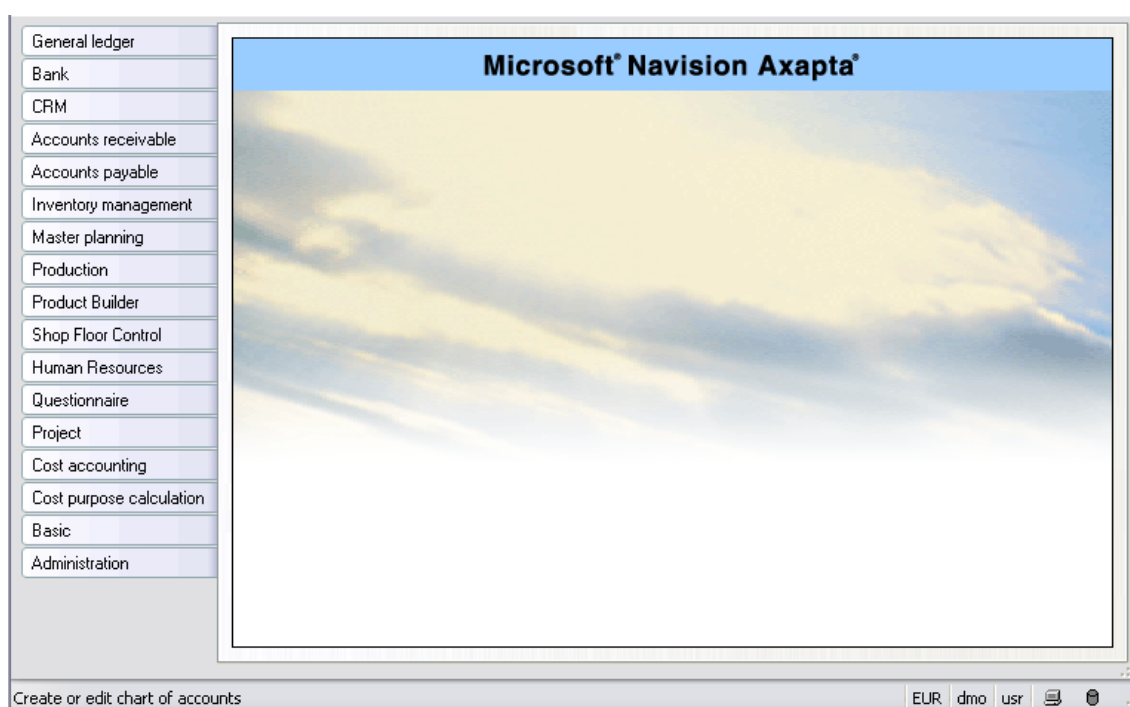 General ledger
Bank
CRM
Accounts receivable
Accounts payable
Inventory management
Master planning
Production
Product Builder
Shop Floor Control
Human Resources
Questionnaire
Project
Cost accounting
Cost purpose calculation
Basic
Administration
Microsoft® Navision Axapta®
Create or edit chart of accounts
EUR dmo usr